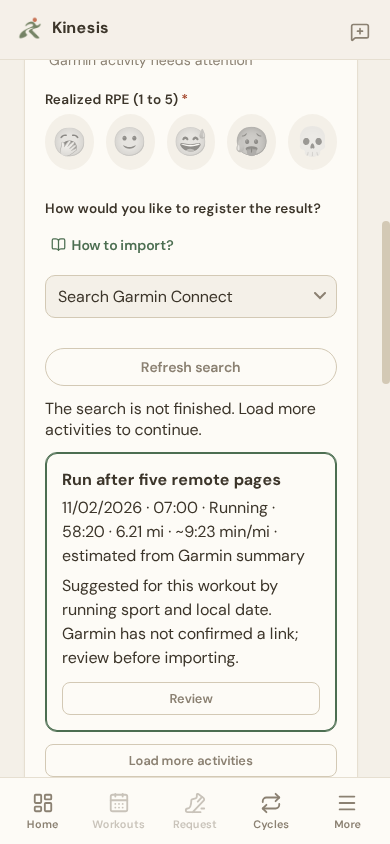 Kinesis
Garmin activity needs attention
Realized RPE (1 to 5) *
How would you like to register the result?
How to import?
Search Garmin Connect
Refresh search
The search is not finished. Load more
activities to continue.
Run after five remote pages
11/02/2026 · 07:00 · Running ·
58:20 · 6.21 mi · ~9:23 min/mi ·
estimated from Garmin summary
Suggested for this workout by
running sport and local date.
Garmin has not confirmed a link;
review before importing.
Review
Load more activities
Home
Workouts
Request
Cycles
More